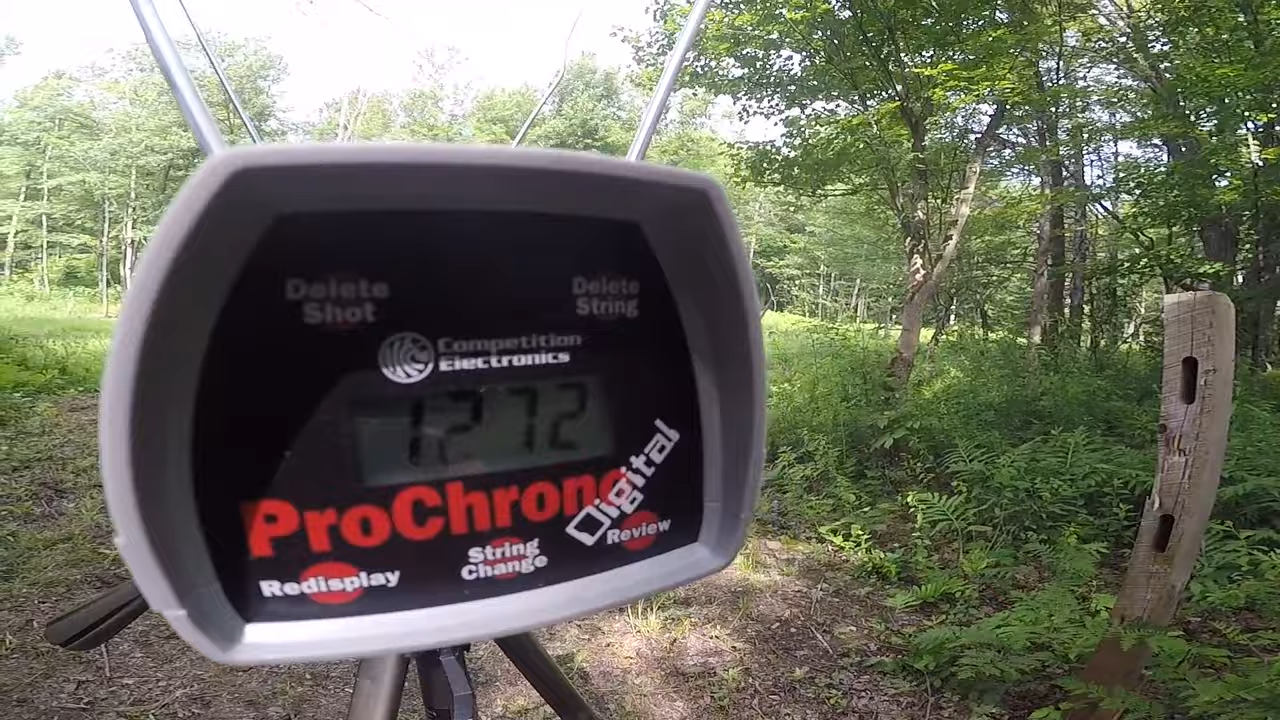 Delete
Shot
Delete
String
Competition
Electronics
1272
ProChrono
Digital
Redisplay
String
Change
Review